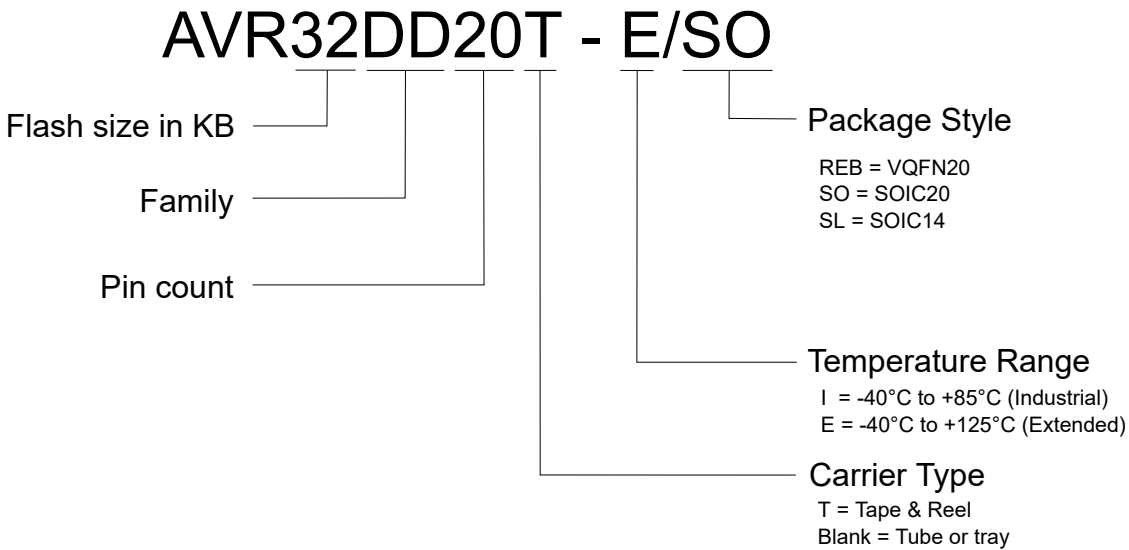 AVR32DD20T - E/SO
Flash size in KB
Family
Pin count
Package Style
REB = VQFN20
SO = SOIC20
SL = SOIC14
Temperature Range
I = -40°C to +85°C (Industrial)
E = -40°C to +125°C (Extended)
Carrier Type
T = Tape & Reel
Blank = Tube or tray